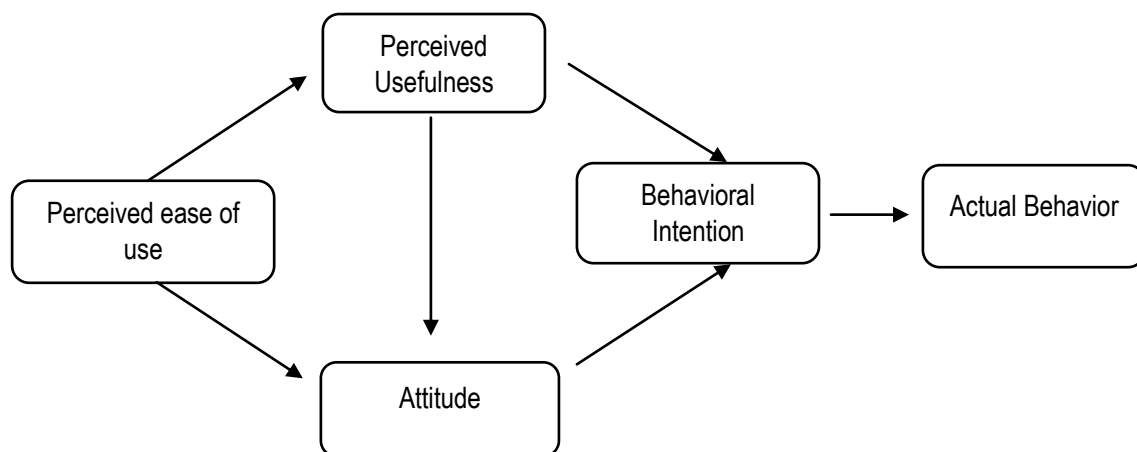 Perceived
Usefulness
Perceived ease of
use
Behavioral
Intention
Actual Behavior
Attitude